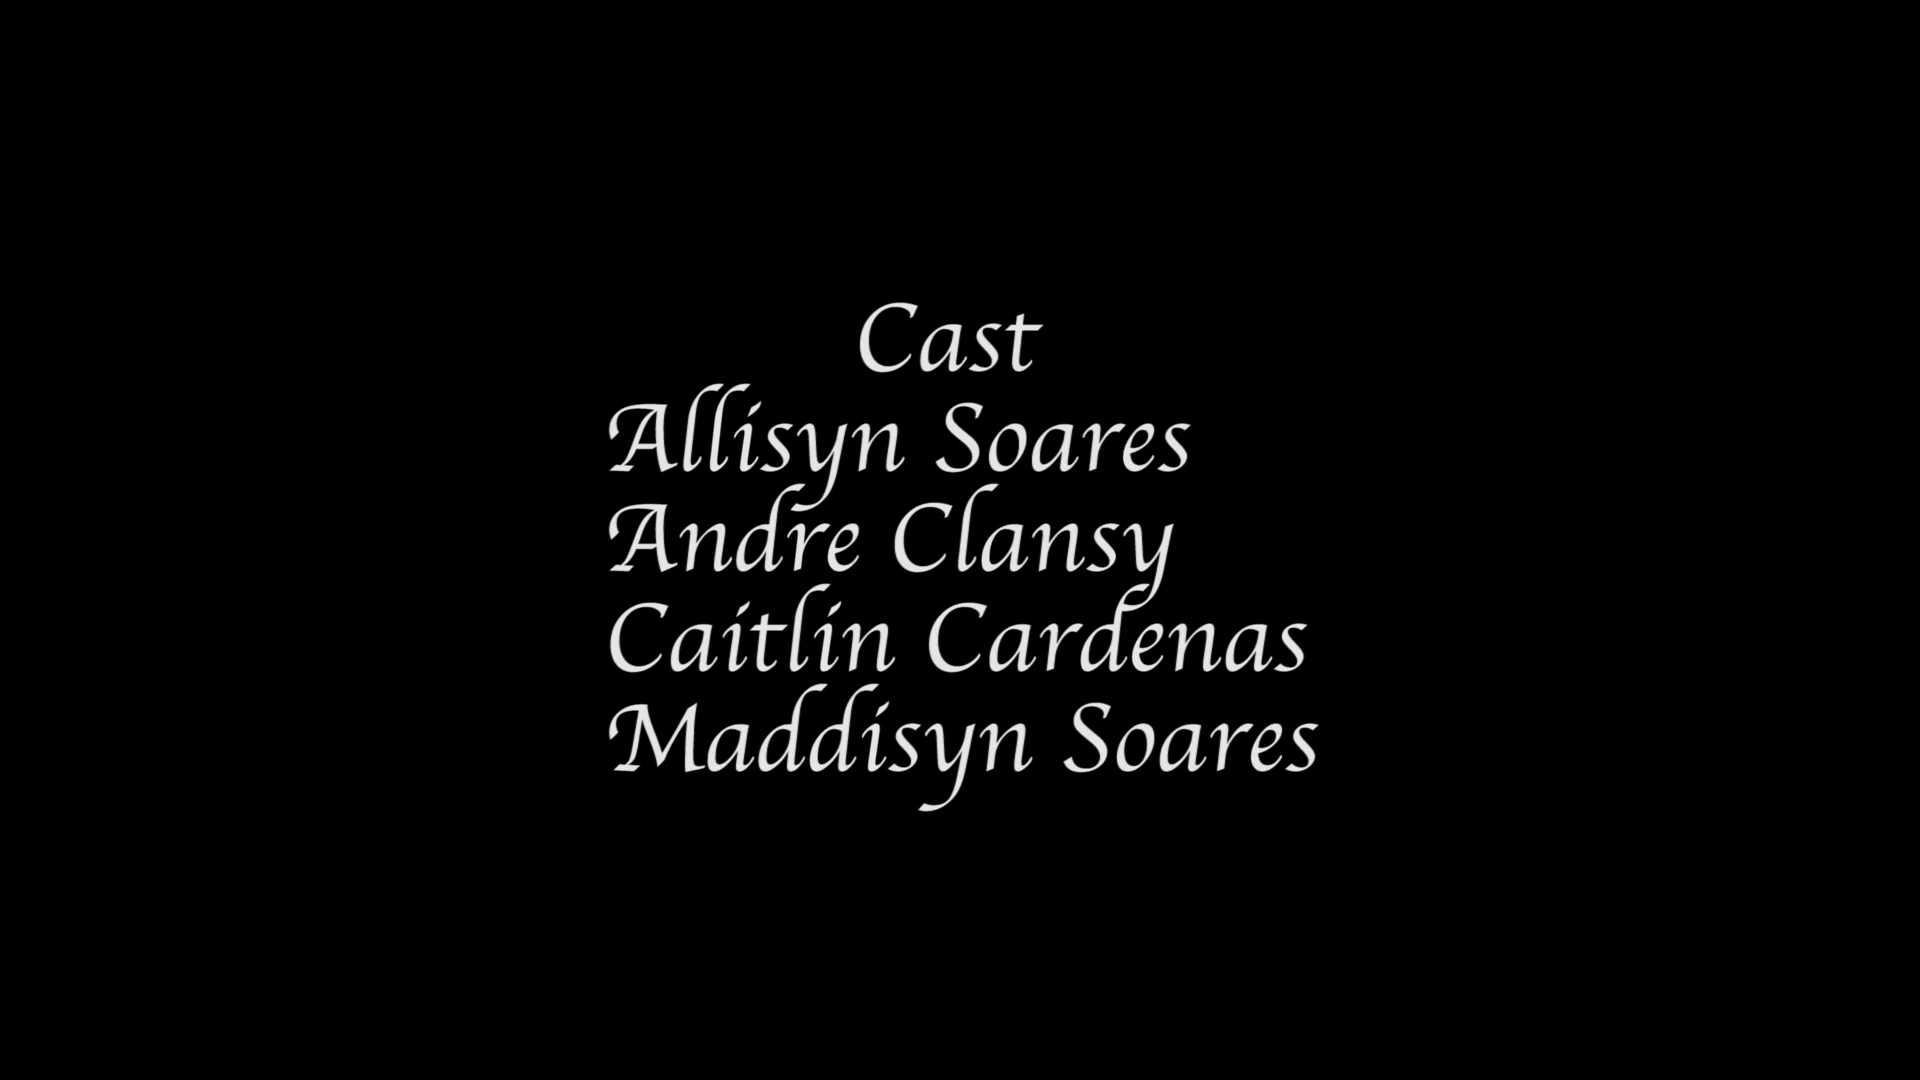 Cast
Allisyn Soares
Andre Clansy
Caitlin Cardenas
Maddisyn Soares